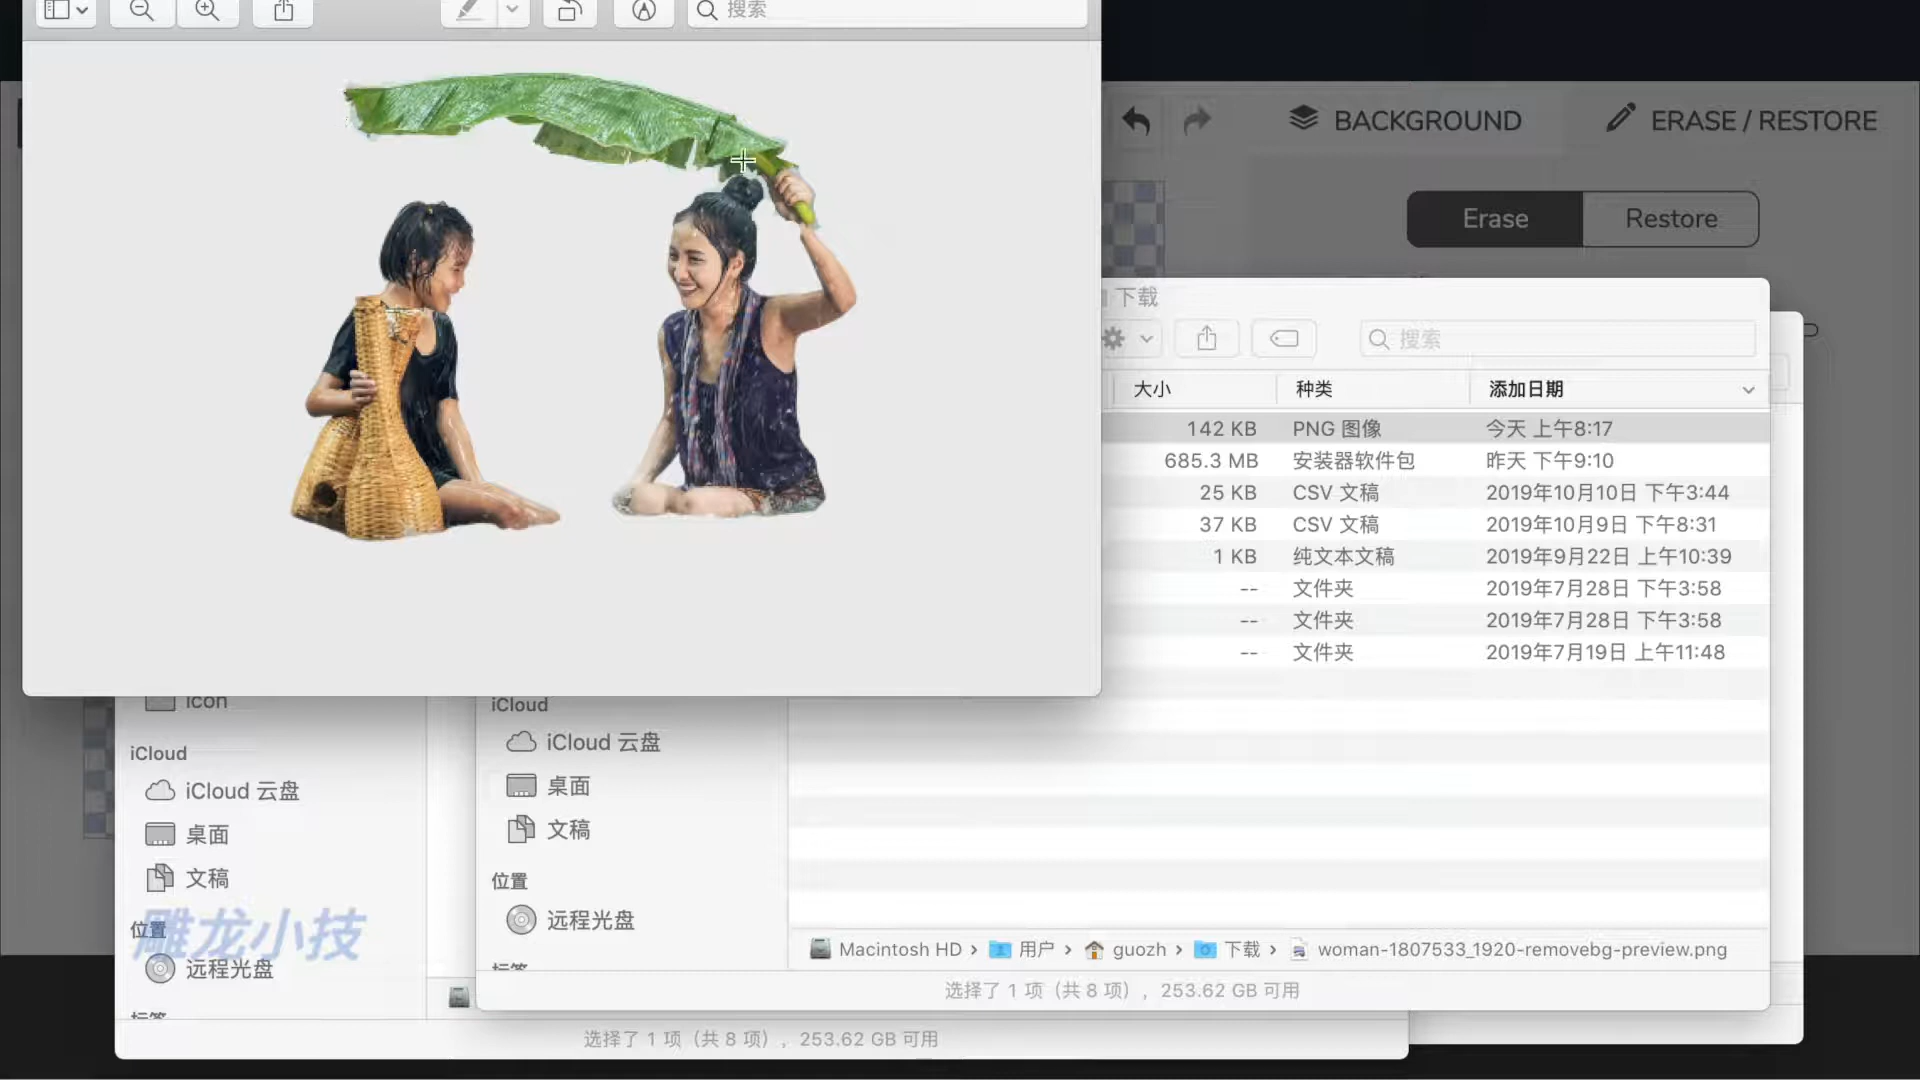 搜索
BACKGROUND
ERASE / RESTORE
Erase
Restore
下载
搜索
大小
种类
添加日期
142 KB
PNG 图像
今天 上午8:17
685.3 MB
安装器软件包
昨天 下午9:10
25 KB
CSV 文稿
2019年10月10日 下午3:44
37 KB
CSV 文稿
2019年10月9日 下午8:31
1 KB
纯文本文稿
2019年9月22日 上午10:39
--
文件夹
2019年7月28日 下午3:58
--
文件夹
2019年7月28日 下午3:58
--
文件夹
2019年7月19日 上午11:48
icon
iCloud
iCloud 云盘
桌面
文稿
位置
远程光盘
标签
iCloud
iCloud 云盘
桌面
文稿
位置
远程光盘
标签
雕龙小技
Macintosh HD › 用户 › guozh › 下载 › woman-1807533_1920-removebg-preview.png
选择了 1 项（共 8 项），253.62 GB 可用
选择了 1 项（共 8 项），253.62 GB 可用